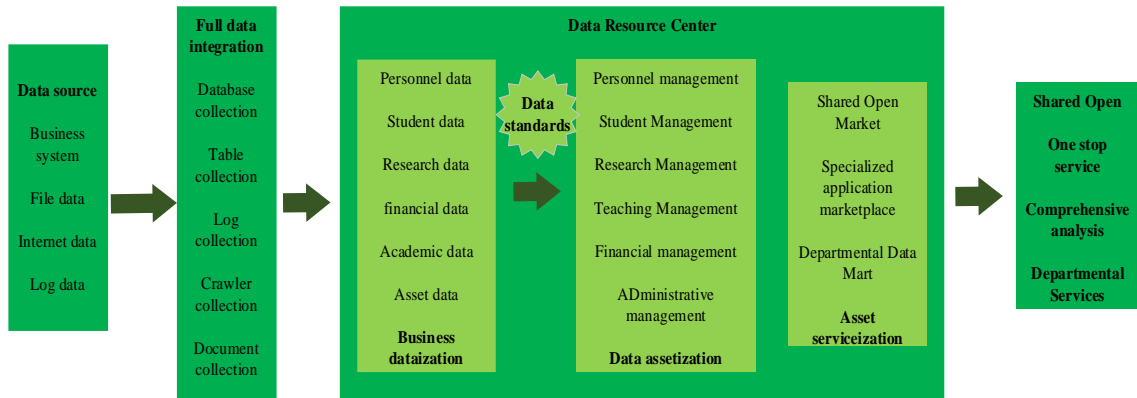 Data source
Business
system
File data
Internet data
Log data
Full data
integration
Database
collection
Table
collection
Log
collection
Crawler
collection
Document
collection
Data Resource Center
Personnel data
Student data
Research data
financial data
Academic data
Asset data
Business
dataization
Data
standards
Personnel management
Student Management
Research Management
Teaching Management
Financial management
ADministrative
management
Data assetization
Shared Open
Market
Specialized
application
marketplace
Departmental Data
Mart
Asset
serviceization
Shared Open
One stop
service
Comprehensive
analysis
Departmental
Services